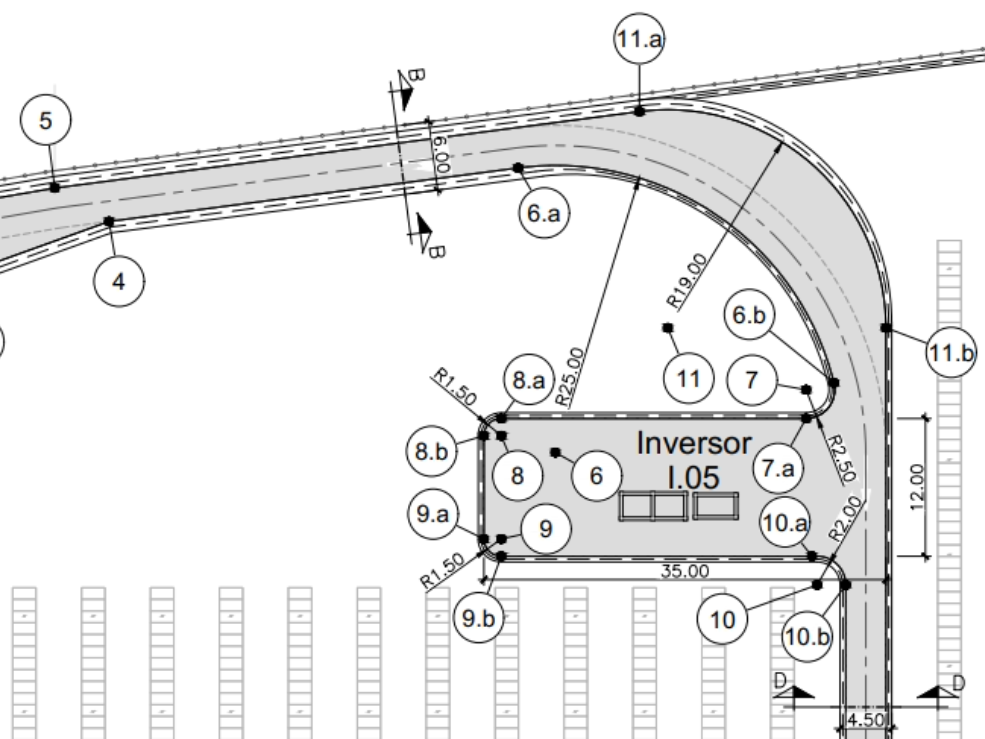 11.a
B
5
6.00
6.a
B
4
R19.00
6.b
11.b
R25.00
11
7
R1.50
8.a
8.b
8
6
Inversor
I.05
7.a
R2.50
12.00
9.a
9
10.a
R2.00
R1.50
35.00
9.b
10
10.b
D
D
4.50